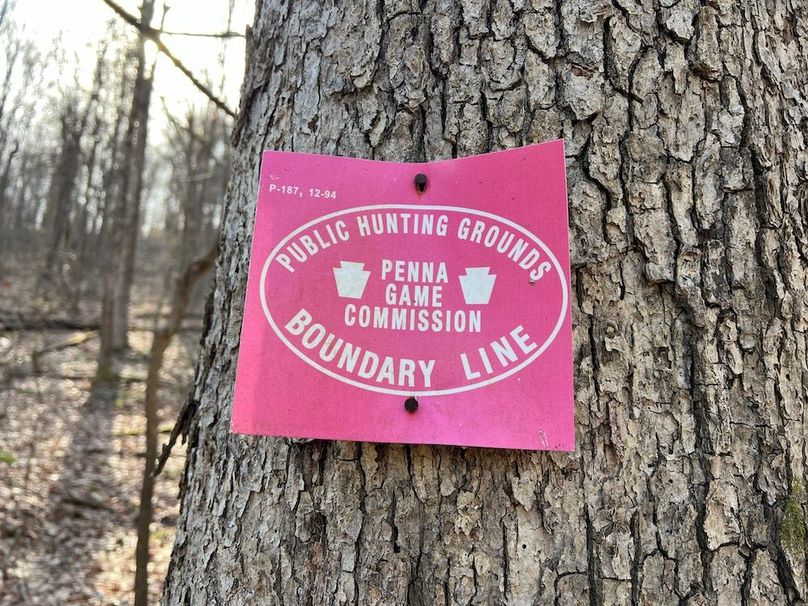 P-187, 12-94
PUBLIC HUNTING GROUNDS
PENNA
GAME
COMMISSION
BOUNDARY LINE